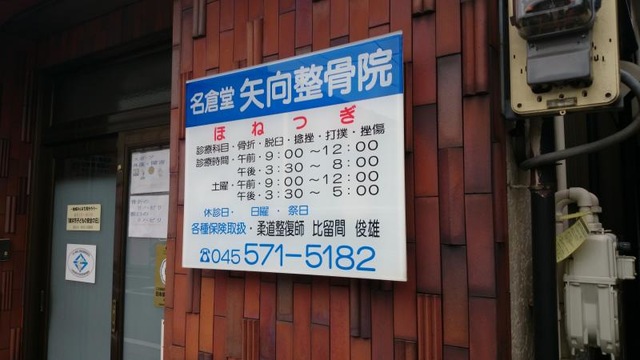 名倉堂 矢向整骨院
ほねつぎ
診療科目・骨折・脱臼・捻挫・打撲・挫傷
診療時間・午前・9:00～12:00
午後・3:30～8:00
土曜・午前・9:00～12:00
午後・3:30～5:00
休診日・ 日曜・祭日
各種保険取扱・柔道整復師 比留間 俊雄
☎045 571-5182